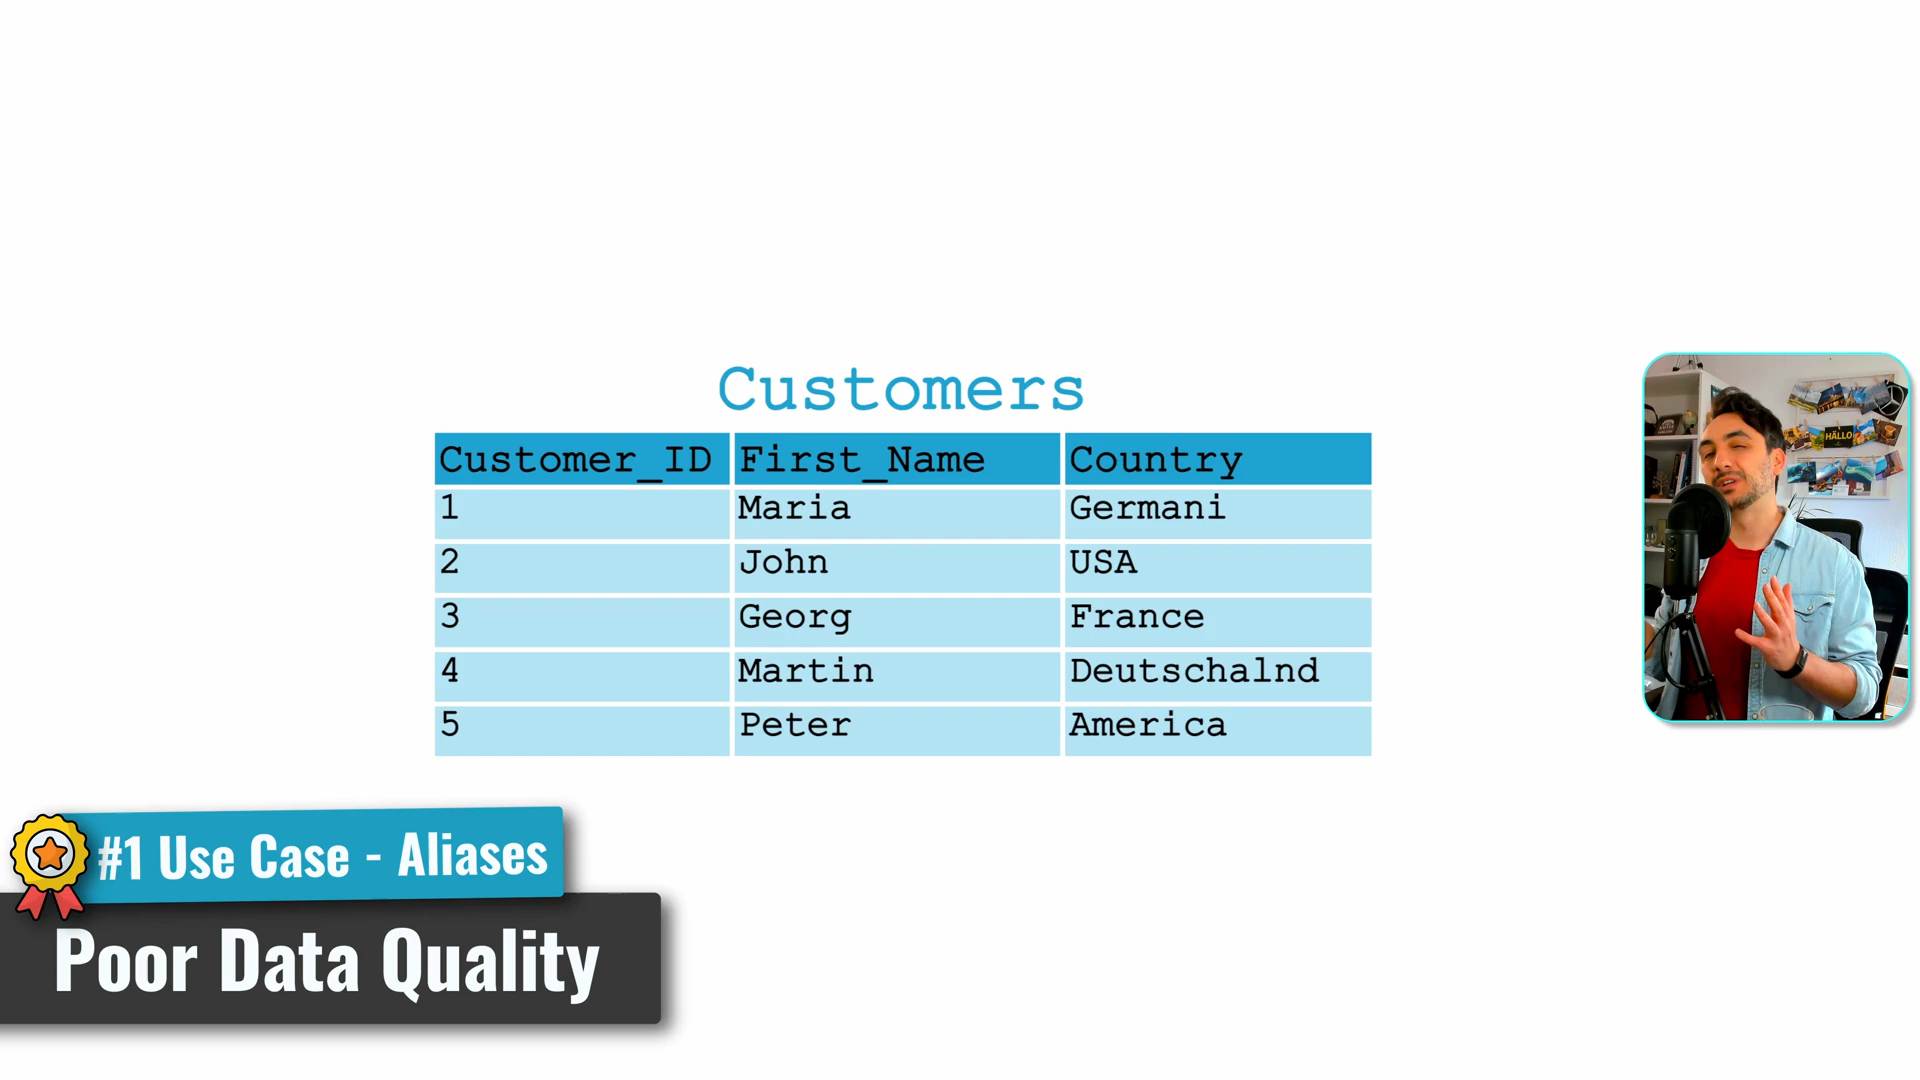 Customers
Customer_ID First_Name Country
1 Maria Germani
2 John USA
3 Georg France
4 Martin Deutschalnd
5 Peter America
HALLO
#1 Use Case - Aliases
Poor Data Quality